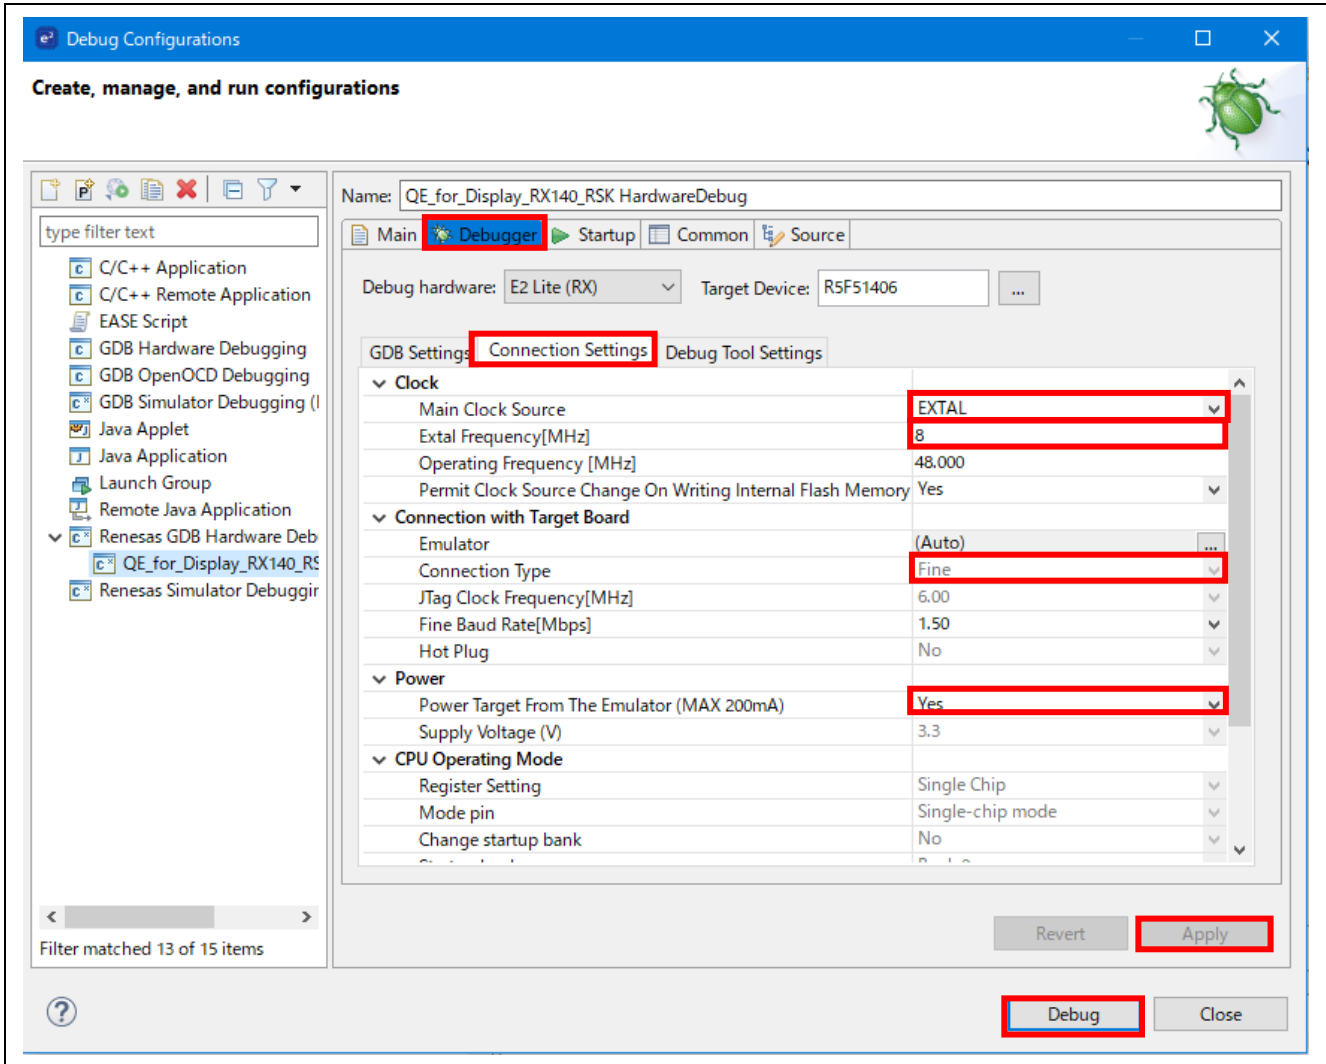 e² Debug Configurations
Create, manage, and run configurations
type filter text
C/C++ Application
C/C++ Remote Application
EASE Script
GDB Hardware Debugging
GDB OpenOCD Debugging
GDB Simulator Debugging (
Java Applet
Java Application
Launch Group
Remote Java Application
Renesas GDB Hardware Deb
QE_for_Display_RX140_RS
Renesas Simulator Debuggin
Filter matched 13 of 15 items
Name: QE_for_Display_RX140_RSK HardwareDebug
Main Debugger Startup Common Source
Debug hardware: E2 Lite (RX) Target Device: R5F51406 ...
GDB Settings Connection Settings Debug Tool Settings
Clock
Main Clock Source EXTAL
Extal Frequency[MHz] 8
Operating Frequency [MHz] 48.000
Permit Clock Source Change On Writing Internal Flash Memory Yes
Connection with Target Board
Emulator (Auto) ...
Connection Type Fine
JTag Clock Frequency[MHz] 6.00
Fine Baud Rate[Mbps] 1.50
Hot Plug No
Power
Power Target From The Emulator (MAX 200mA) Yes
Supply Voltage (V) 3.3
CPU Operating Mode
Register Setting Single Chip
Mode pin Single-chip mode
Change startup bank No
Revert Apply
? Debug Close